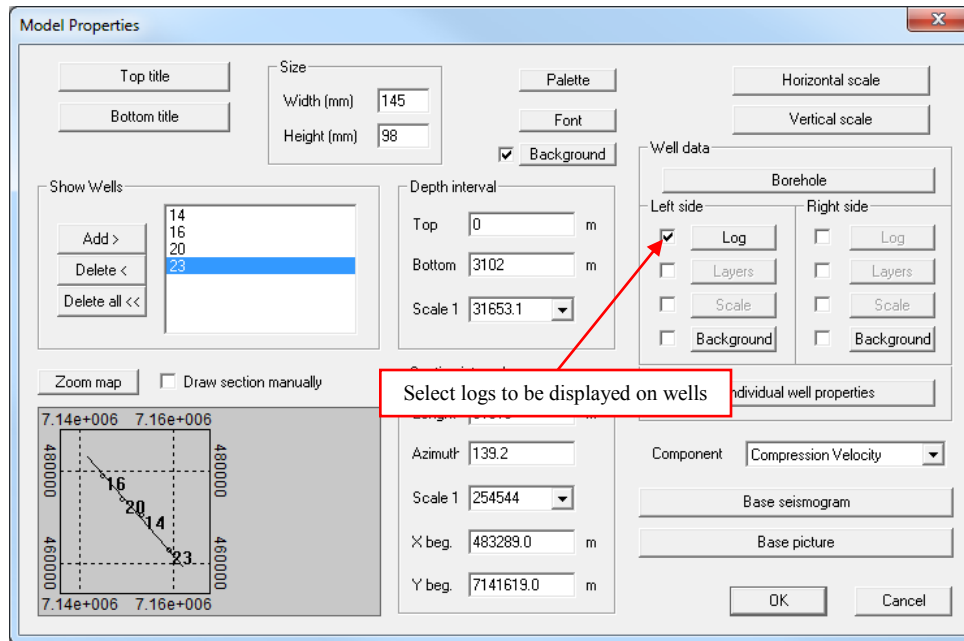 Model Properties
Top title
Bottom title
Size
Width (mm) 145
Height (mm) 98
Palette
Font
Background
Horizontal scale
Vertical scale
Show Wells
Add >
Delete <
Delete all <<
14
16
20
23
Depth interval
Top 0 m
Bottom 3102 m
Scale 1 31653.1
Well data
Borehole
Left side
Log
Layers
Scale
Background
Right side
Log
Layers
Scale
Background
Select logs to be displayed on wells
ndividual well properties
Zoom map
Draw section manually
7.14e+006 7.16e+006
480000
480000
16
20
14
23
4600000
4600000
7.14e+006 7.16e+006
Azimuth 139.2
Scale 1 254544
X beg. 483289.0 m
Y beg. 7141619.0 m
Component Compression Velocity
Base seismogram
Base picture
OK
Cancel